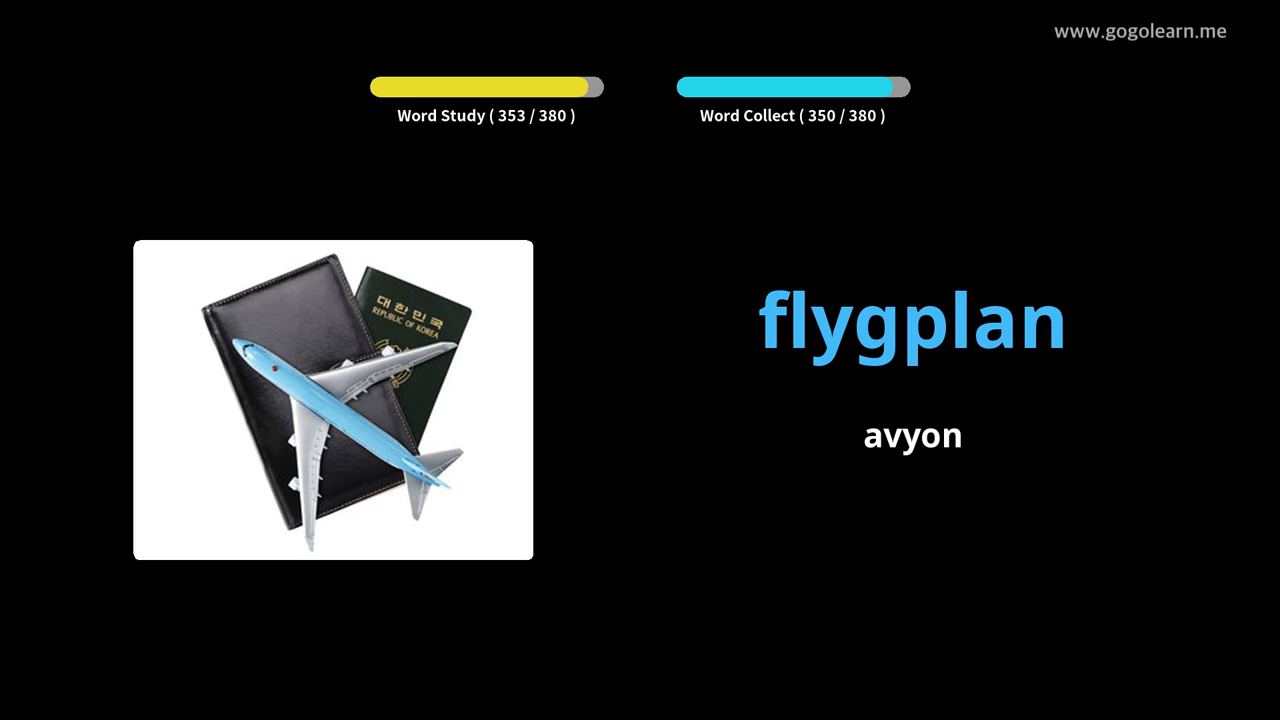 www.gogolearn.me
Word Study ( 353 / 380 )
Word Collect ( 350 / 380 )
대한민국
REPUBLIC OF KOREA
flygplan
avyon